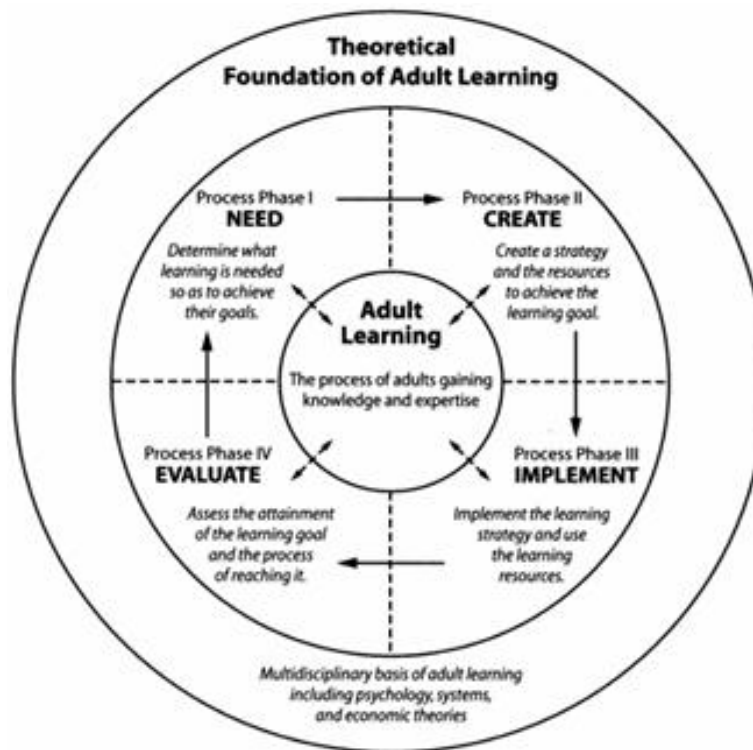 Theoretical
Foundation of Adult Learning
Process Phase I
NEED
Determine what
learning is needed
so as to achieve
their goals.
Process Phase II
CREATE
Create a strategy
and the resources
to achieve the
learning goal.
Adult
Learning
The process of adults gaining
knowledge and expertise
Process Phase IV
EVALUATE
Assess the attainment
of the learning goal
and the process
of reaching it.
Process Phase III
IMPLEMENT
Implement the learning
strategy and use
the learning
resources.
Multidisciplinary basis of adult learning
including psychology, systems,
and economic theories